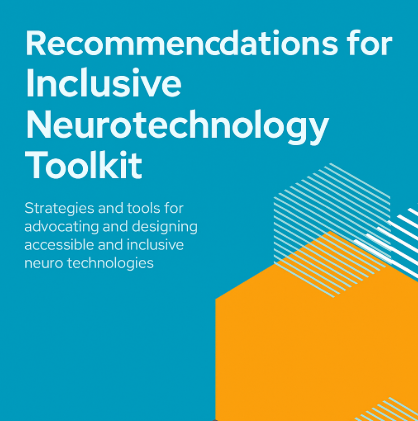 Recommencdations for
Inclusive
Neurotechnology
Toolkit
Strategies and tools for
advocating and designing
accessible and inclusive
neuro technologies